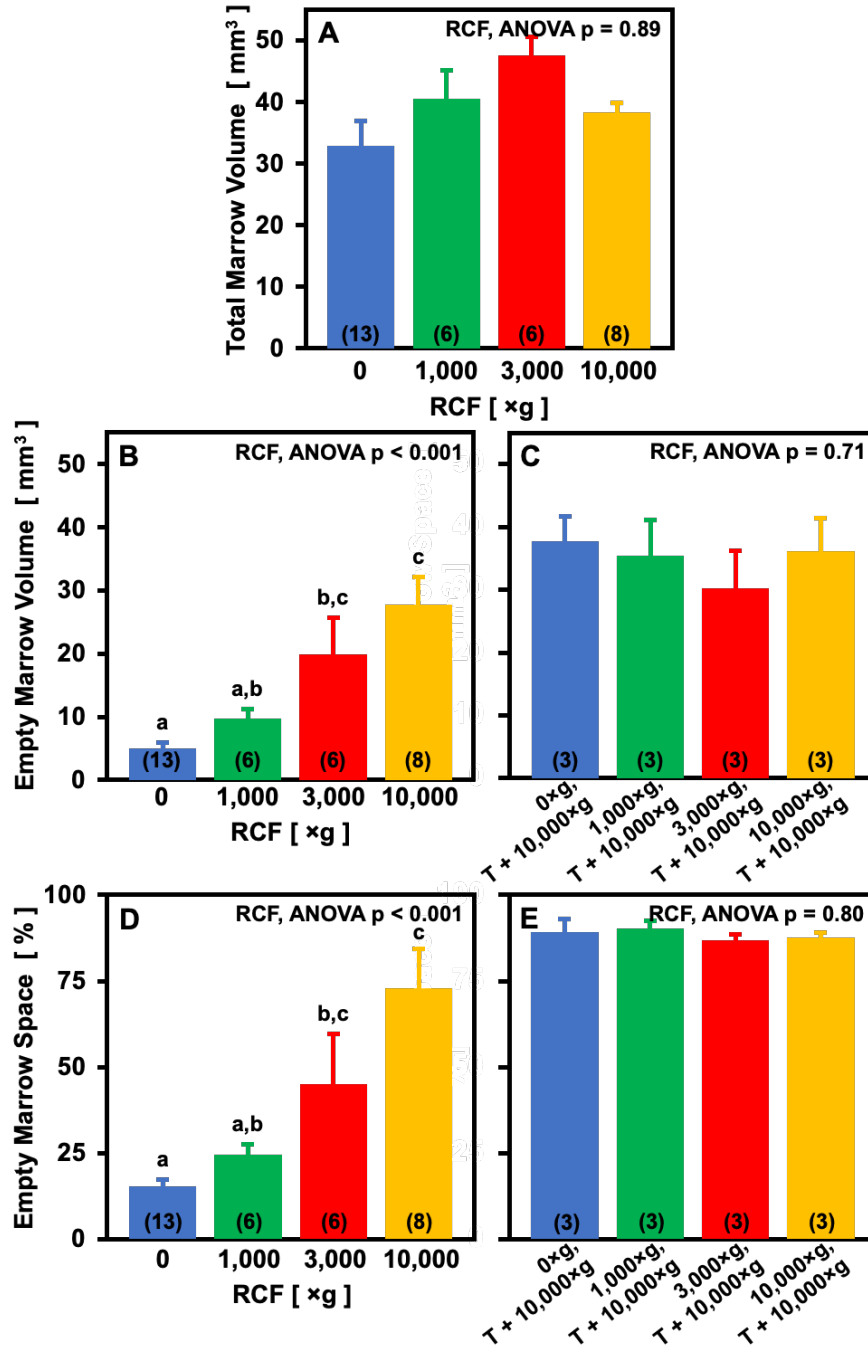 A
RCF, ANOVA p = 0.89
Total Marrow Volume [ mm³ ]
50
40
30
20
10
0
(13)
(6)
(6)
(8)
0
1,000
3,000
10,000
RCF [ ×g ]
B
RCF, ANOVA p < 0.001
Empty Marrow Volume [ mm³ ]
50
40
30
20
10
0
a
a,b
b,c
c
(13)
(6)
(6)
(8)
0
1,000
3,000
10,000
RCF [ ×g ]
C
RCF, ANOVA p = 0.71
(3)
(3)
(3)
(3)
0×g,
T + 10,000×g
1,000×g,
T + 10,000×g
3,000×g,
T + 10,000×g
10,000×g,
T + 10,000×g
D
RCF, ANOVA p < 0.001
Empty Marrow Space [ % ]
100
75
50
25
0
a
a,b
b,c
c
(13)
(6)
(6)
(8)
0
1,000
3,000
10,000
RCF [ ×g ]
E
RCF, ANOVA p = 0.80
(3)
(3)
(3)
(3)
0×g,
T + 10,000×g
1,000×g,
T + 10,000×g
3,000×g,
T + 10,000×g
10,000×g,
T + 10,000×g